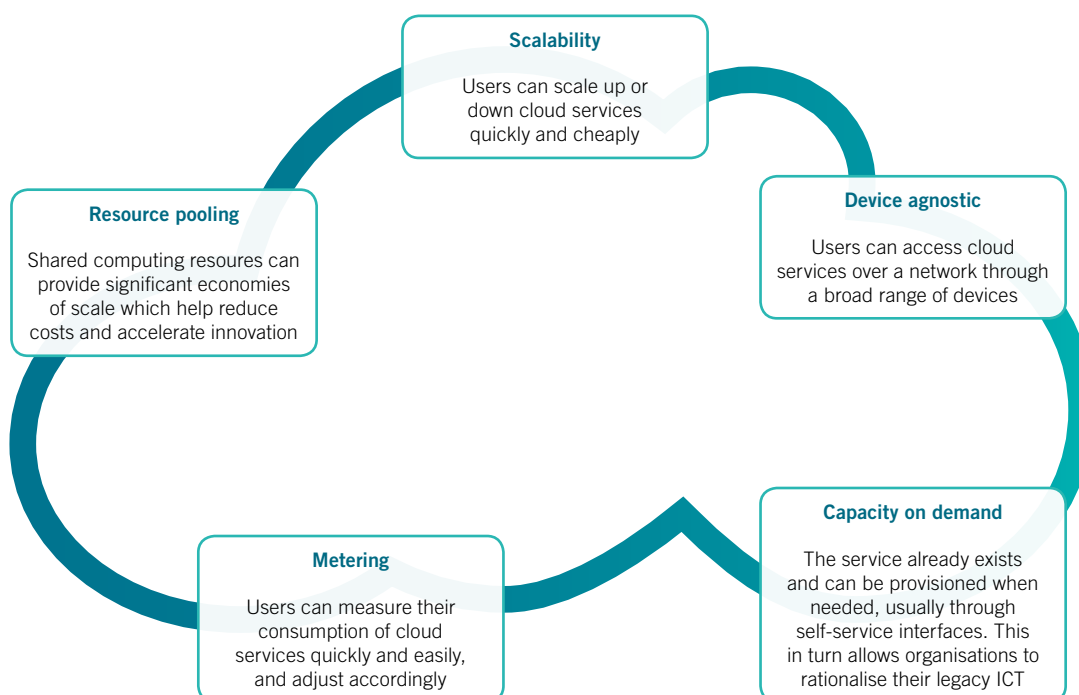 Scalability
Users can scale up or
down cloud services
quickly and cheaply
Resource pooling
Shared computing resoures can
provide significant economies
of scale which help reduce
costs and accelerate innovation
Device agnostic
Users can access cloud
services over a network through
a broad range of devices
Metering
Users can measure their
consumption of cloud
services quickly and easily,
and adjust accordingly
Capacity on demand
The service already exists
and can be provisioned when
needed, usually through
self-service interfaces. This
in turn allows organisations to
rationalise their legacy ICT